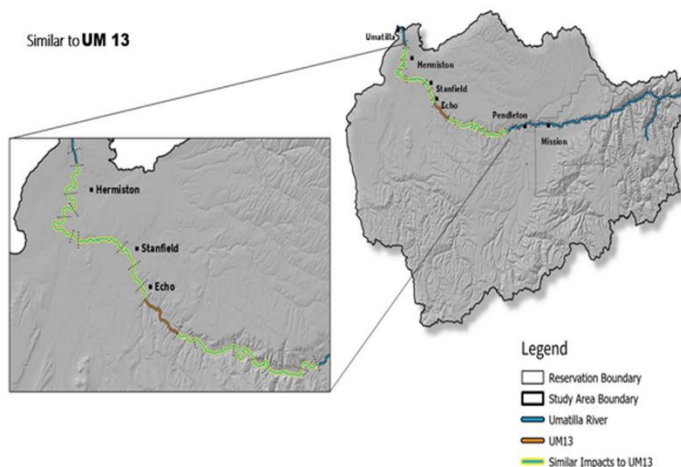 Similar to UM 13
Umatilla
Hermiston
Stanfield
Echo
Pendleton
Mission
Hermiston
Stanfield
Echo
Legend
Reservation Boundary
Study Area Boundary
Umatilla River
UM13
Similar Impacts to UM13